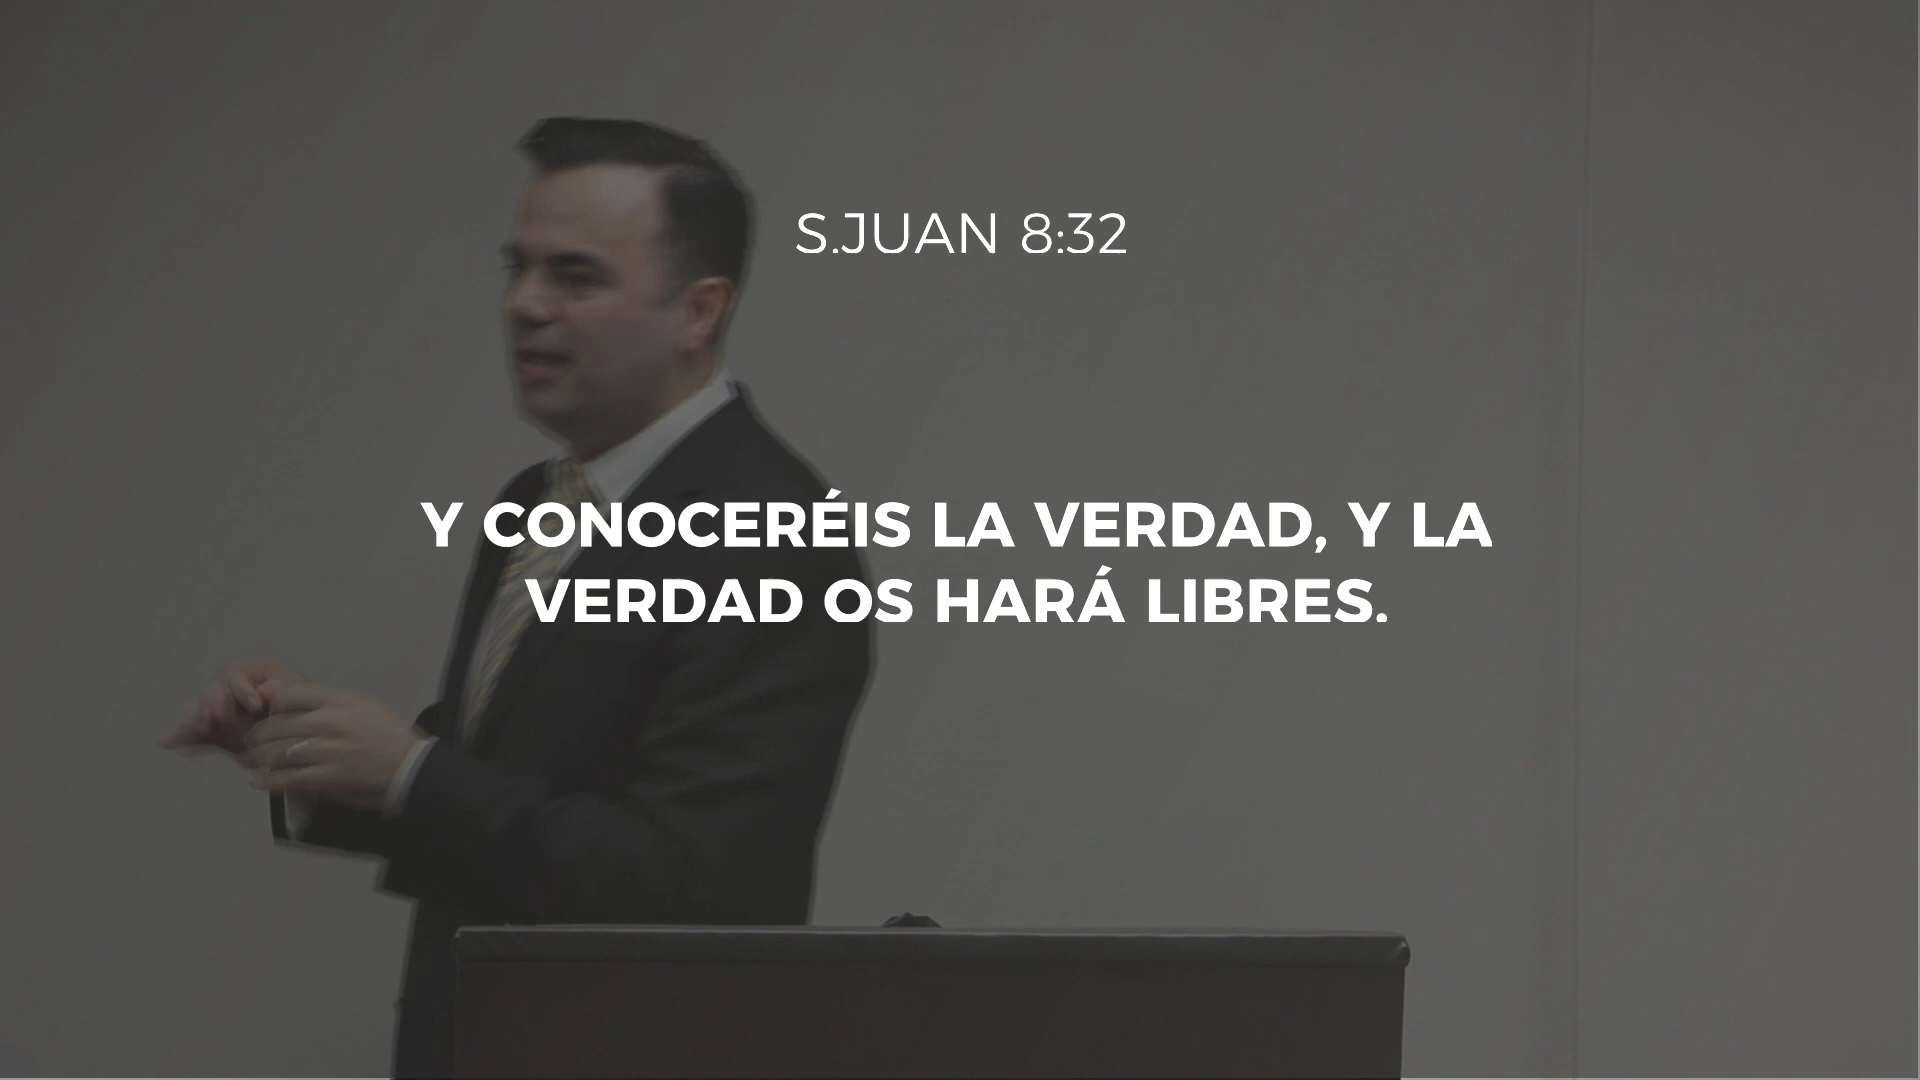 S.JUAN 8:32
Y CONOCERÉIS LA VERDAD, Y LA
VERDAD OS HARÁ LIBRES.